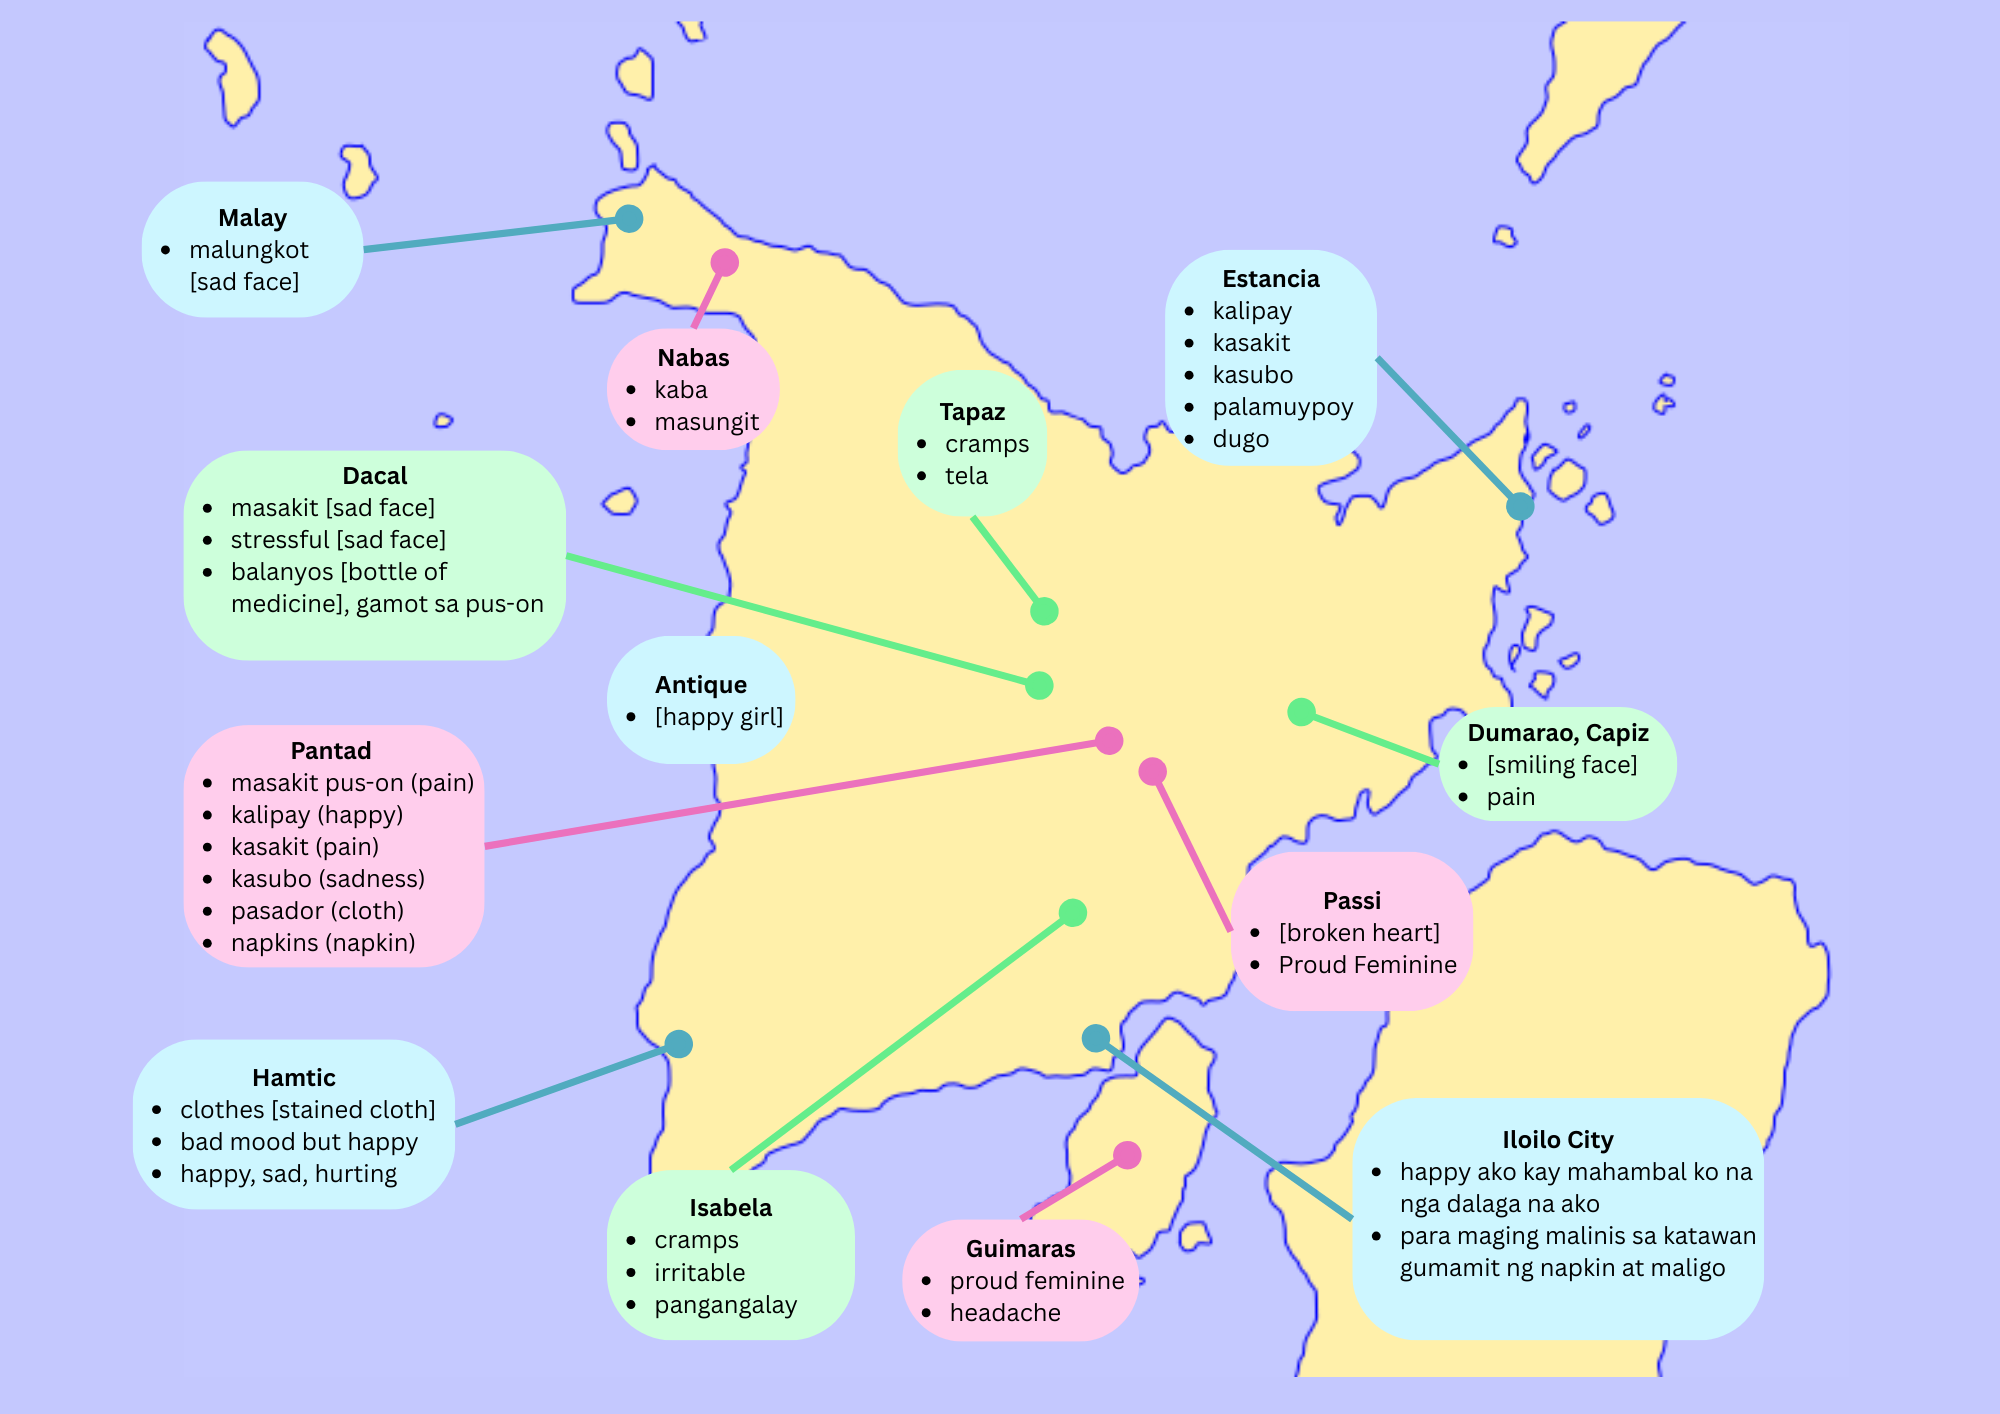 Malay
• malungkot
[sad face]
Nabas
• kaba
• masungit
Estancia
• kalipay
• kasakit
• kasubo
• palamuypoy
• dugo
Tapaz
• cramps
• tela
Dacal
• masakit [sad face]
• stressful [sad face]
• balanyos [bottle of
medicine], gamot sa pus-on
Antique
• [happy girl]
Pantad
• masakit pus-on (pain)
• kalipay (happy)
• kasakit (pain)
• kasubo (sadness)
• pasador (cloth)
• napkins (napkin)
Dumarao, Capiz
• [smiling face]
• pain
Passi
• [broken heart]
• Proud Feminine
Hamtic
• clothes [stained cloth]
• bad mood but happy
• happy, sad, hurting
Isabela
• cramps
• irritable
• pangangalay
Guimaras
• proud feminine
• headache
Iloilo City
• happy ako kay mahambal ko na
nga dalaga na ako
• para maging malinis sa katawan
gumamit ng napkin at maligo